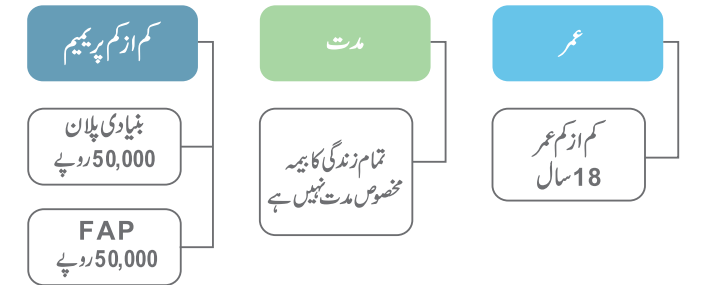 عمر
کم از کم عمر
18 سال
مدت
تمام زندگی کا بیمہ
مخصوص مدت نہیں ہے
کم از کم پریمیم
بنیادی پلان
50,000 روپے
FAP
50,000 روپے